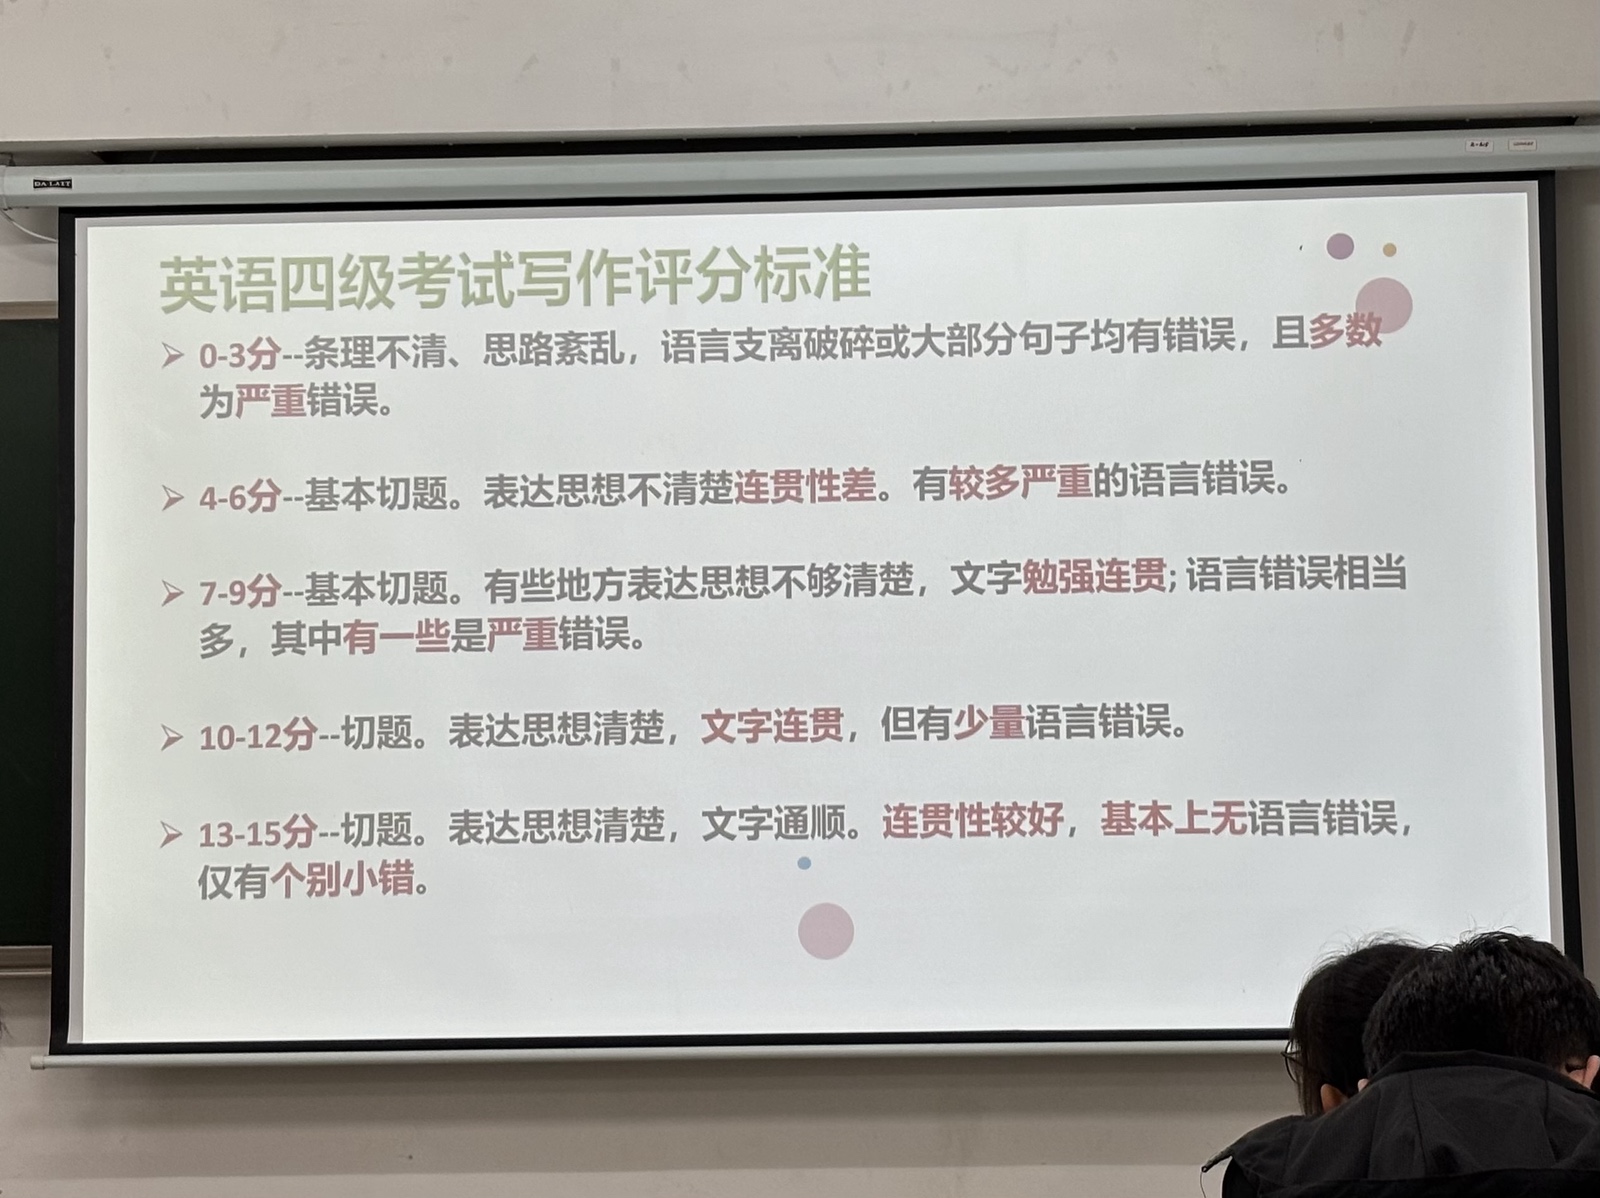 DA-LAIT
英语四级考试写作评分标准
0-3分--条理不清、思路紊乱，语言支离破碎或大部分句子均有错误，且多数
为严重错误。
4-6分--基本切题。表达思想不清楚连贯性差。有较多严重的语言错误。
7-9分--基本切题。有些地方表达思想不够清楚，文字勉强连贯; 语言错误相当
多，其中有一些是严重错误。
10-12分--切题。表达思想清楚，文字连贯，但有少量语言错误。
13-15分--切题。表达思想清楚，文字通顺。连贯性较好，基本上无语言错误，
仅有个别小错。